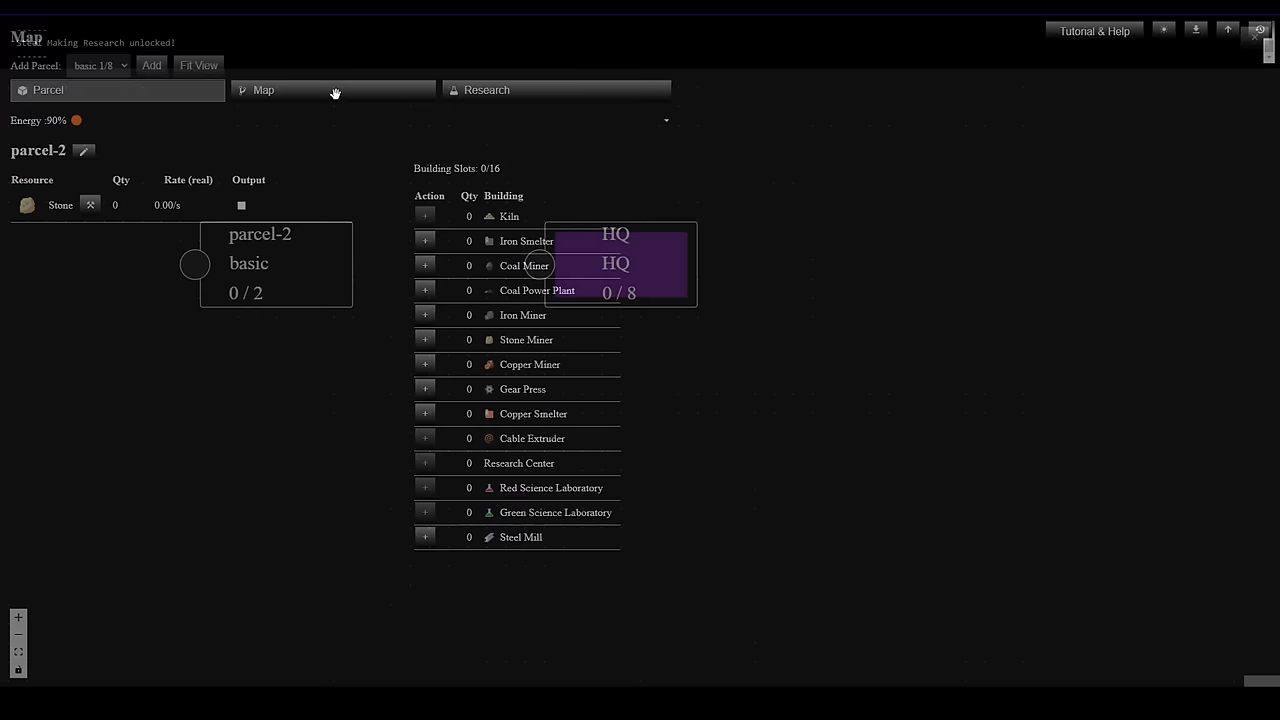 Map
Steel Making Research unlocked!
Tutorial & Help
Add Parcel: basic 1/8 Add Fit View
Parcel Map Research
Energy :90%
parcel-2
Building Slots: 0/16
Resource Qty Rate (real) Output
Stone 0 0.00/s
Action Qty Building
+ 0 Kiln
+ 0 Iron Smelter
+ 0 Coal Miner
+ 0 Coal Power Plant
+ 0 Iron Miner
+ 0 Stone Miner
+ 0 Copper Miner
+ 0 Gear Press
+ 0 Copper Smelter
+ 0 Cable Extruder
+ 0 Research Center
+ 0 Red Science Laboratory
+ 0 Green Science Laboratory
+ 0 Steel Mill
parcel-2
basic
0 / 2
HQ
HQ
0 / 8